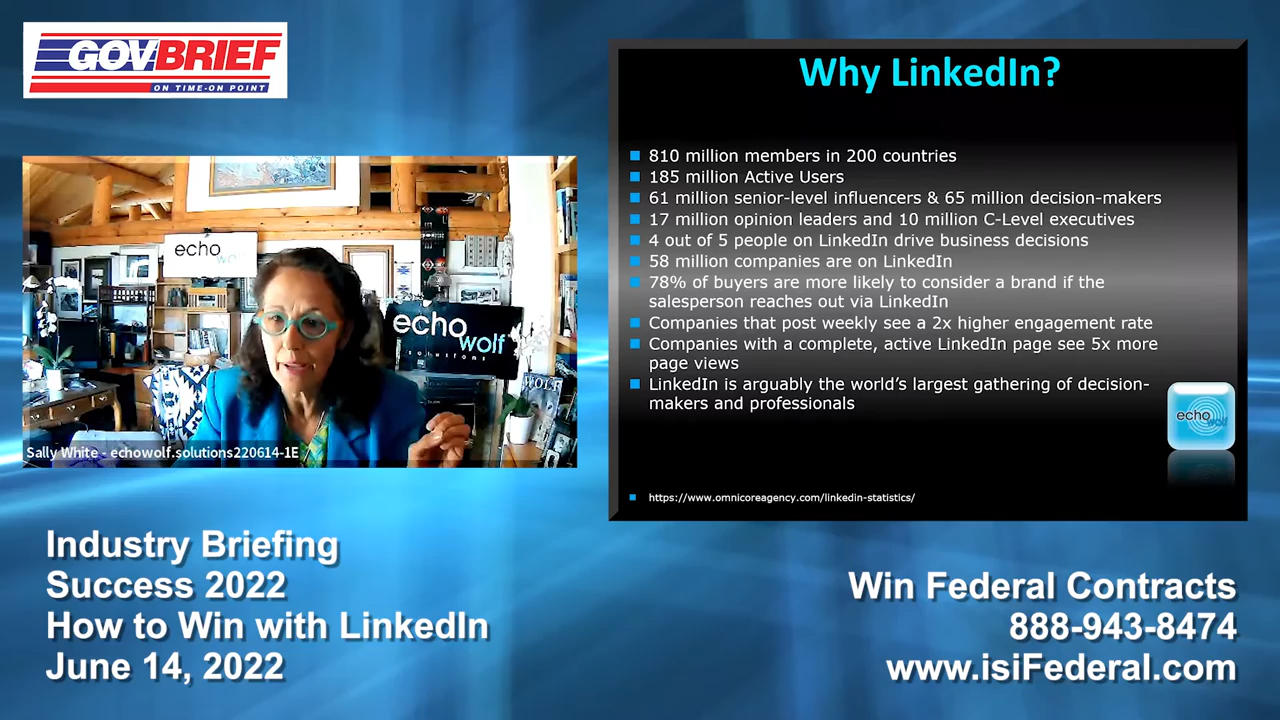 GOVBRIEF
ON TIME-ON POINT
echo
wolf
echo
wolf
solutions
WOLF
Sally White - echowolf.solutions220614-1E
Why LinkedIn?
810 million members in 200 countries
185 million Active Users
61 million senior-level influencers & 65 million decision-makers
17 million opinion leaders and 10 million C-Level executives
4 out of 5 people on LinkedIn drive business decisions
58 million companies are on LinkedIn
78% of buyers are more likely to consider a brand if the
salesperson reaches out via LinkedIn
Companies that post weekly see a 2x higher engagement rate
Companies with a complete, active LinkedIn page see 5x more
page views
LinkedIn is arguably the world’s largest gathering of decision-
makers and professionals
echo
wolf
https://www.omnicoreagency.com/linkedin-statistics/
Industry Briefing
Success 2022
How to Win with LinkedIn
June 14, 2022
Win Federal Contracts
888-943-8474
www.isiFederal.com